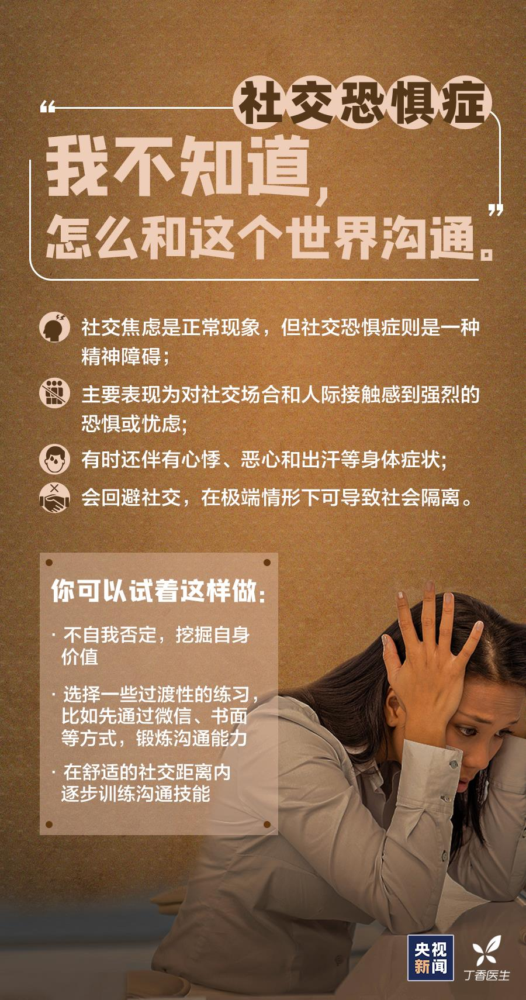 社交恐惧症
“我不知道，
怎么和这个世界沟通。”
社交焦虑是正常现象，但社交恐惧症则是一种
精神障碍；
主要表现为对社交场合和人际接触感到强烈的
恐惧或忧虑；
有时还伴有心悸、恶心和出汗等身体症状；
会回避社交，在极端情形下可导致社会隔离。
你可以试着这样做：
· 不自我否定，挖掘自身
价值
· 选择一些过渡性的练习，
比如先通过微信、书面
等方式，锻炼沟通能力
· 在舒适的社交距离内
逐步训练沟通技能
央视
新闻
丁香医生